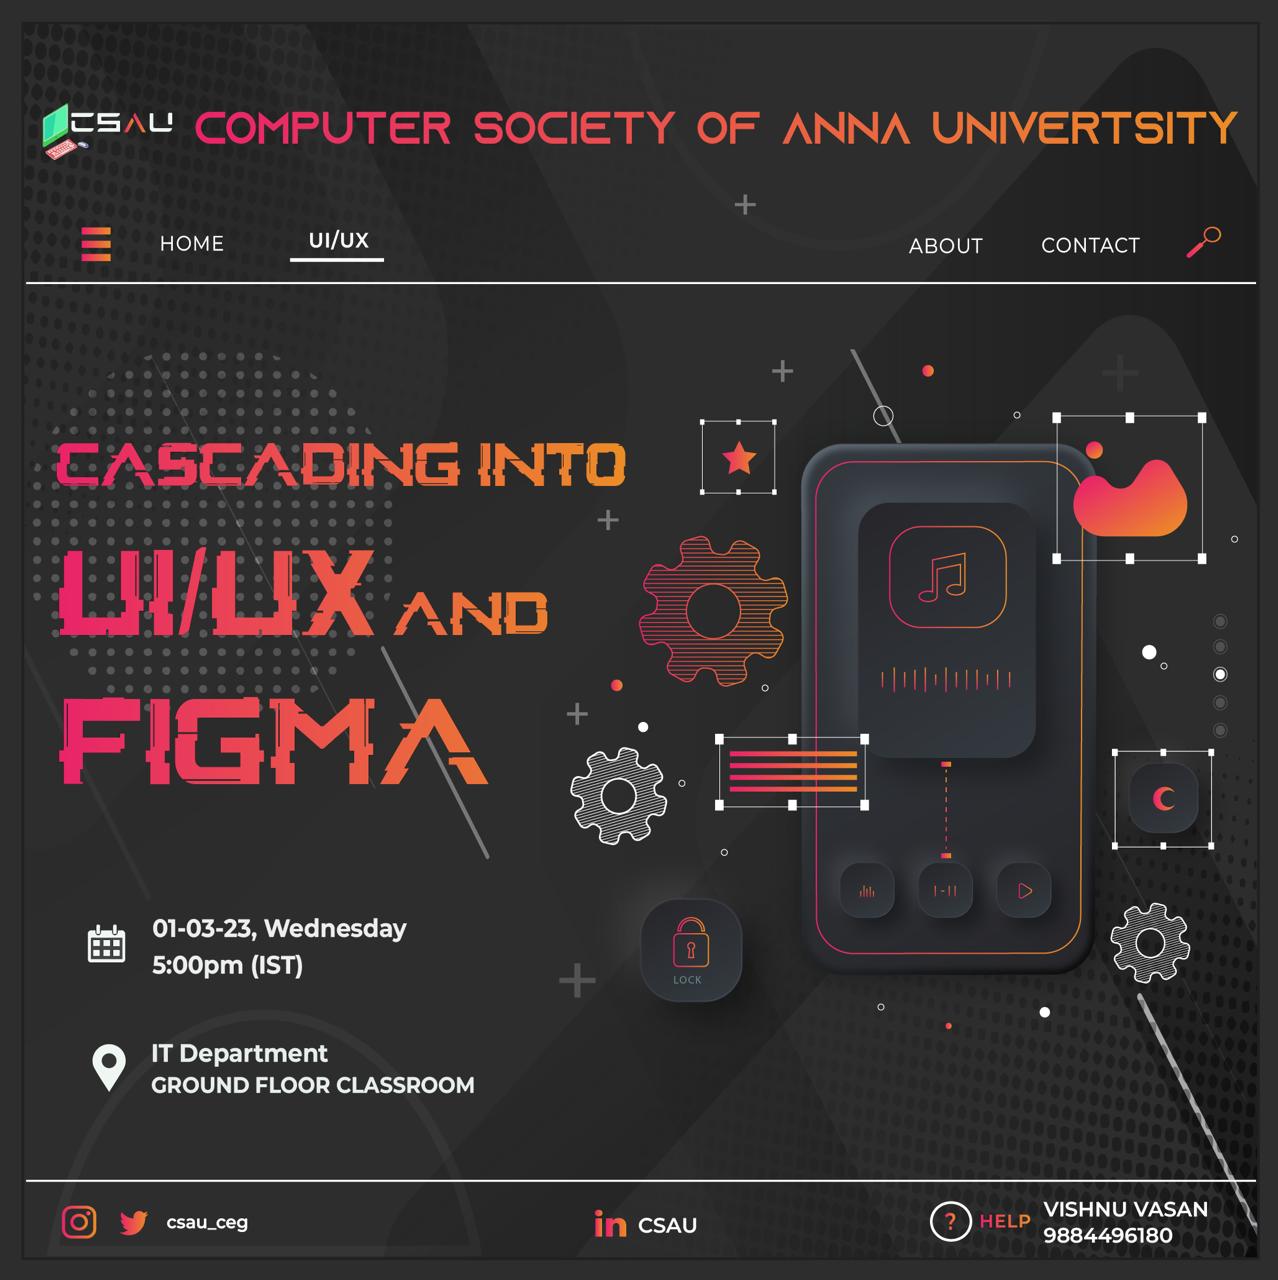 CSAU COMPUTER SOCIETY OF ANNA UNIVERTSITY
HOME UI/UX ABOUT CONTACT
CASCADING INTO
UI/UX AND
FIGMA
LOCK
01-03-23, Wednesday
5:00pm (IST)
IT Department
GROUND FLOOR CLASSROOM
csau_ceg
in CSAU
? HELP
VISHNU VASAN
9884496180